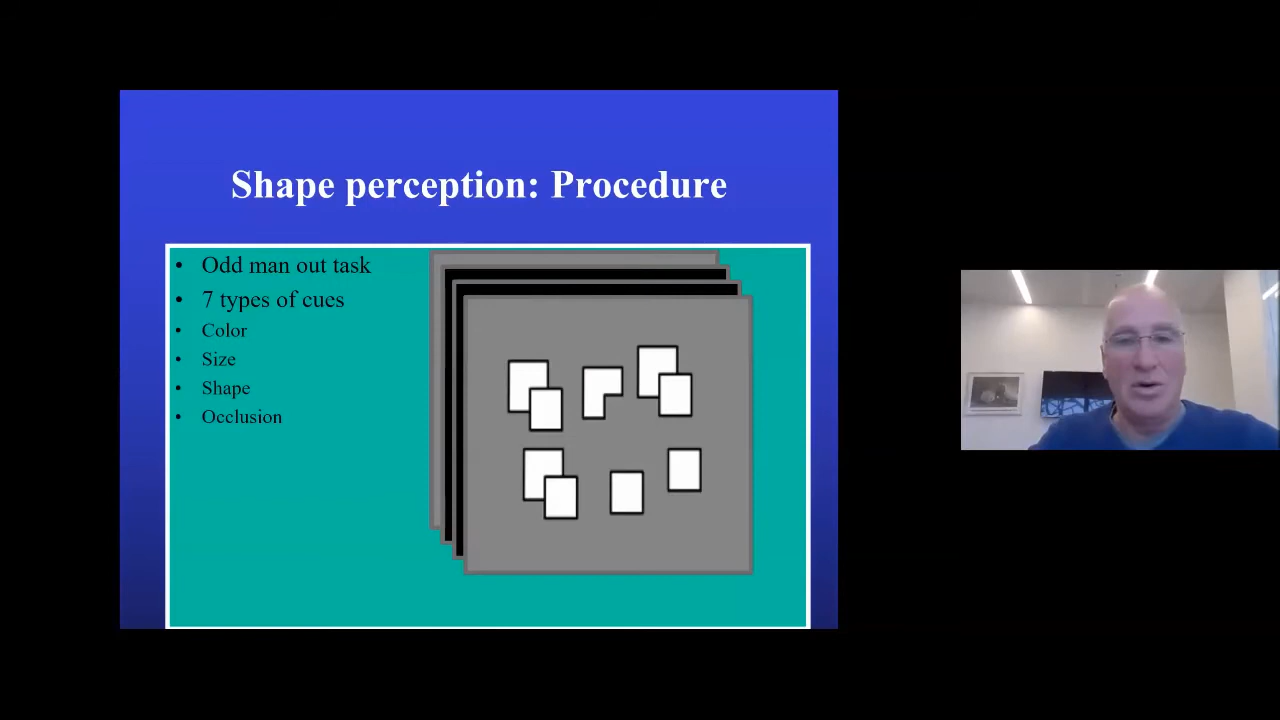 Shape perception: Procedure
• Odd man out task
• 7 types of cues
• Color
• Size
• Shape
• Occlusion